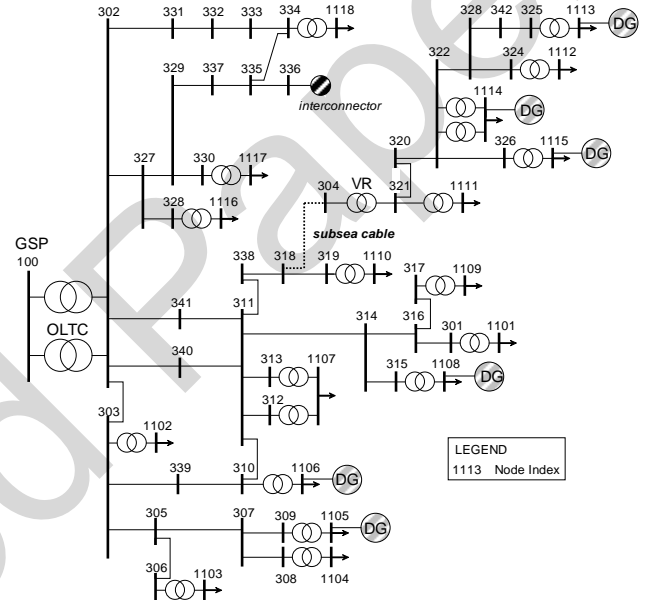 302 331 332 333 334 1118
328 342 325 1113 DG
322 324 1112
329 337 335 336
interconnector
1114 DG
320 326 1115 DG
327 330 1117
304 VR 321 1111
328 1116
subsea cable
GSP
100
338 318 319 1110 317 1109
341 311 314 316
OLTC 301 1101
340 313 1107 315 1108 DG
312
303
1102
LEGEND
1113 Node Index
339 310 1106 DG
305 307 309 1105 DG
306 1103 308 1104
d Pape